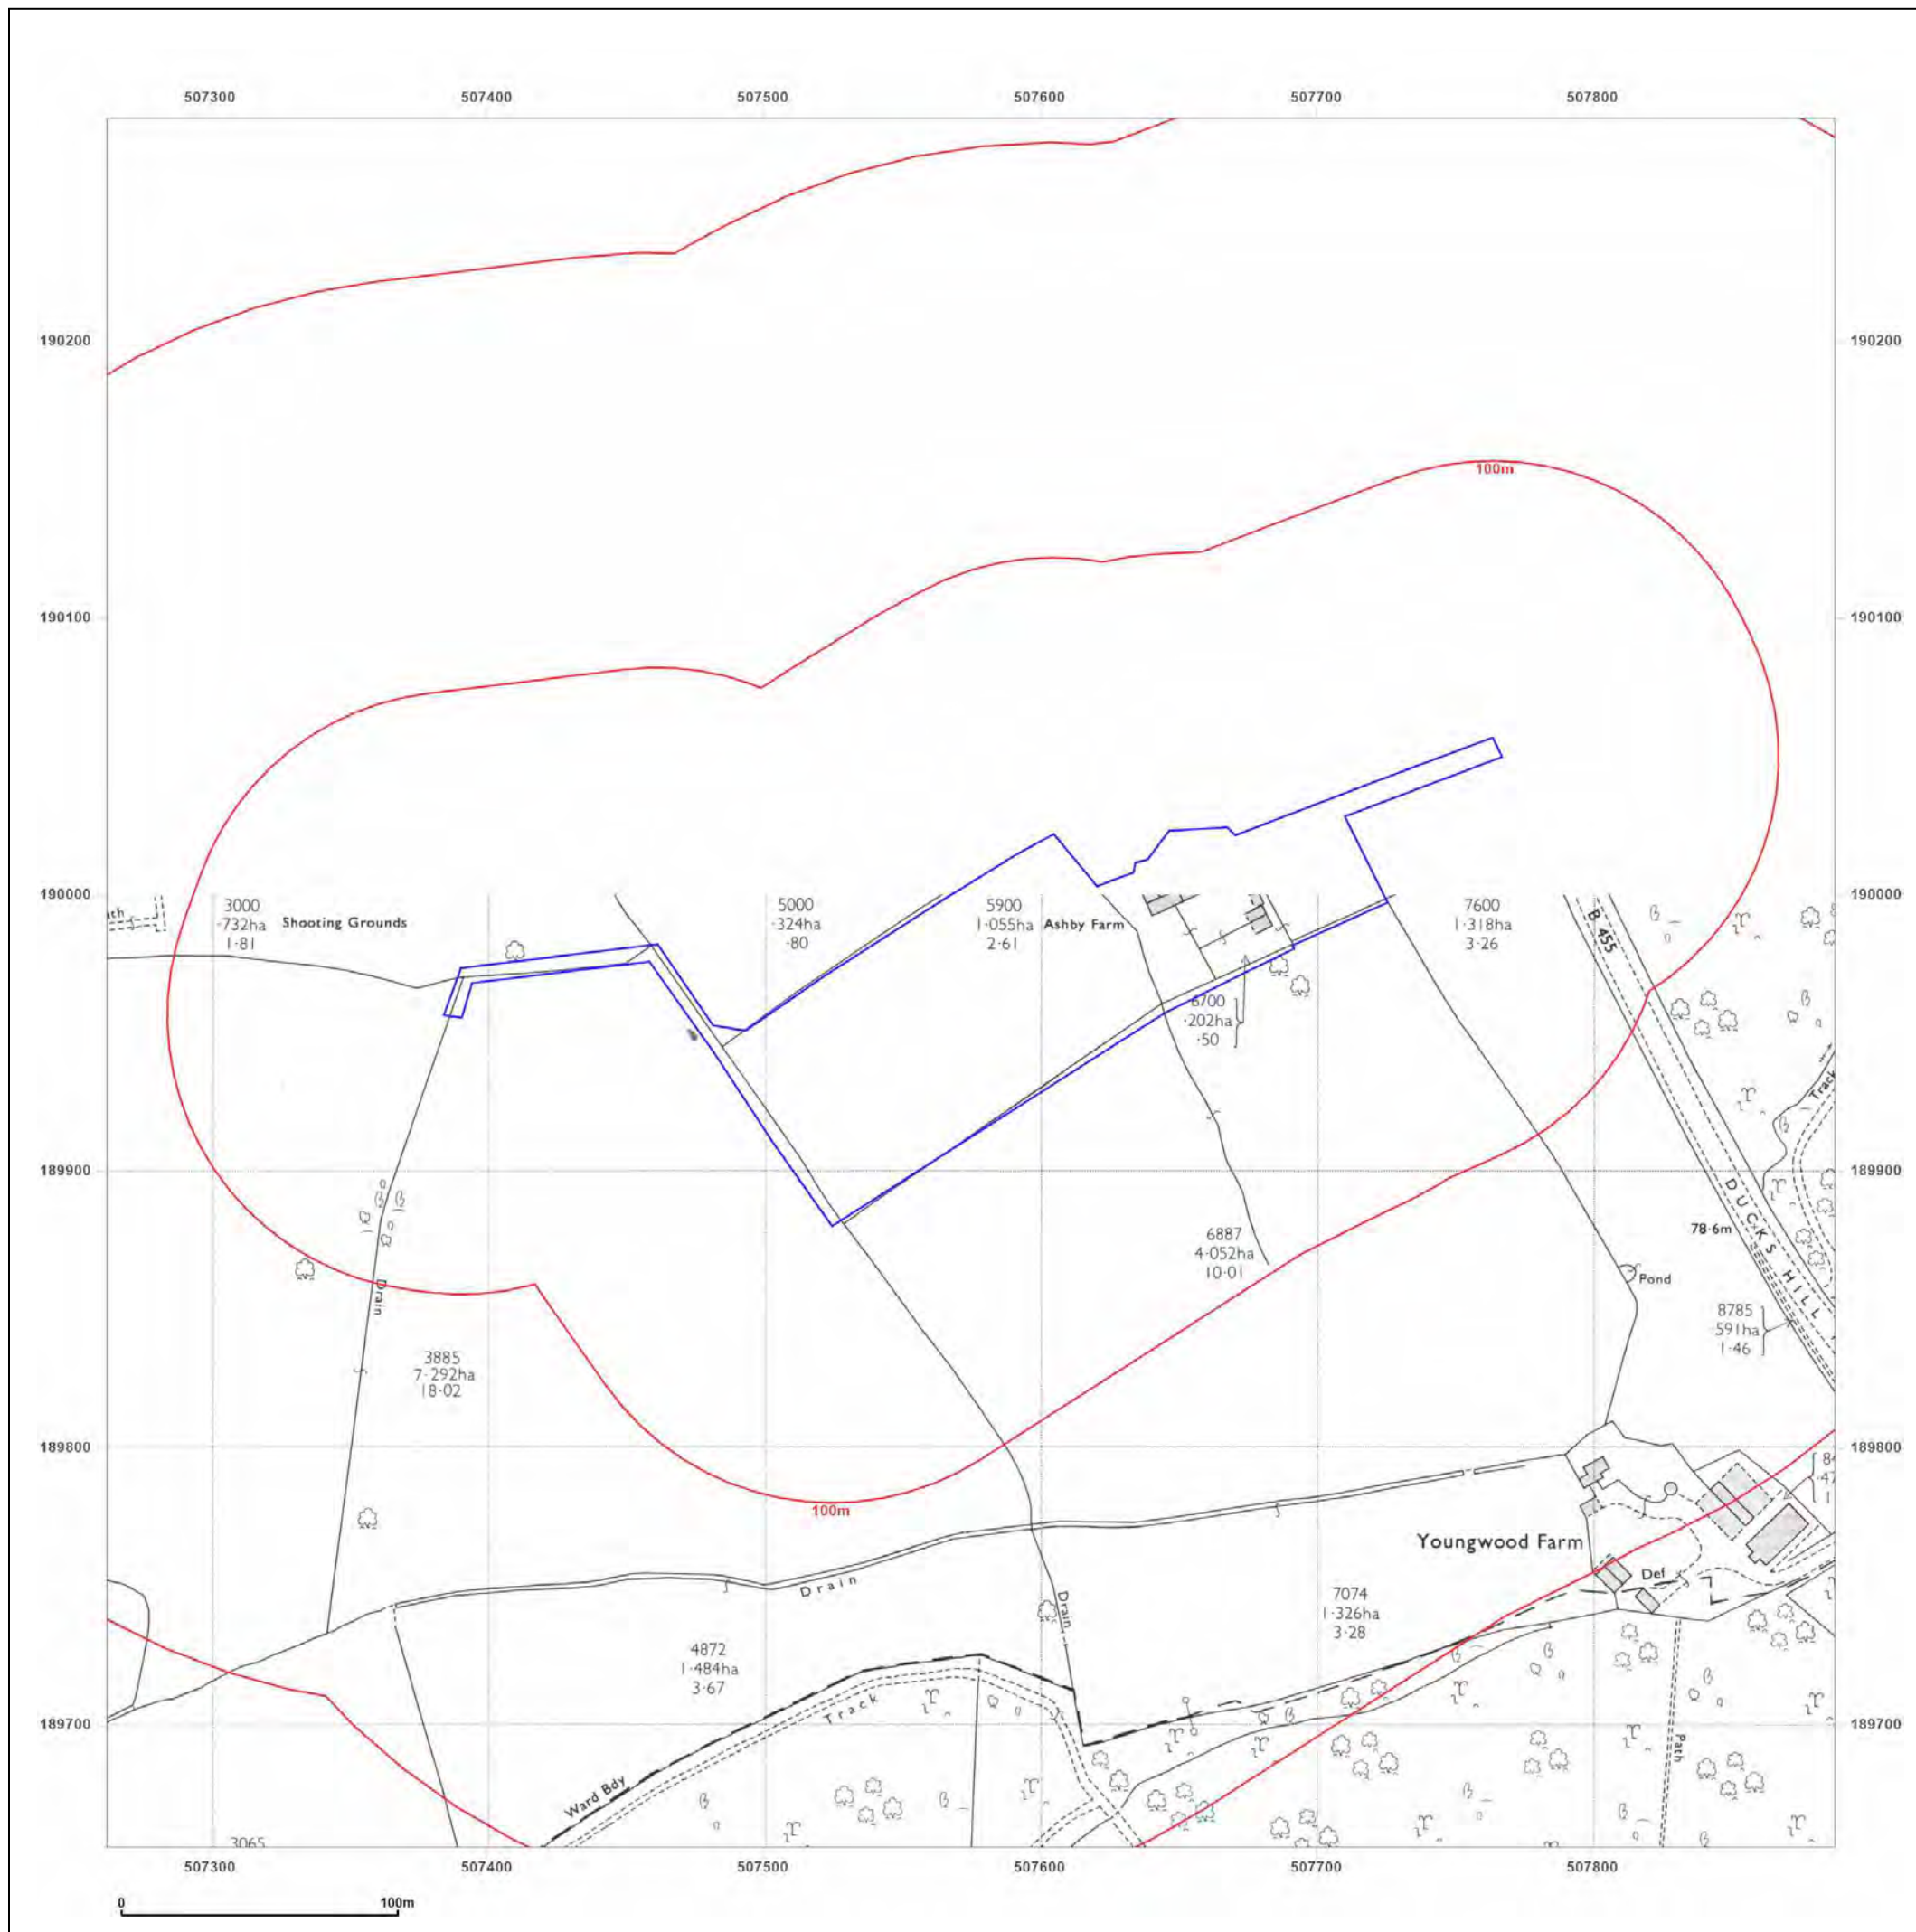 507300 507400 507500 507600 507700 507800
190200 190200
100m
190100 190100
190000 190000
3000
·732ha
1·81
Shooting Grounds
5000
·324ha
·80
5900
1·055ha
2·61
Ashby Farm
7600
1·318ha
3·26
B 455
6700
·202ha
·50
Track
189900 189900
DUCKS HILL
78·6m
6887
4·052ha
10·01
Pond
Drain
8785
·591ha
1·46
3885
7·292ha
18·02
189800 189800
100m
Youngwood Farm
Def
Drain
Drain
7074
1·326ha
3·28
4872
1·484ha
3·67
Track
189700 189700
Path
Ward Bdy
3065
507300 507400 507500 507600 507700 507800
0 100m